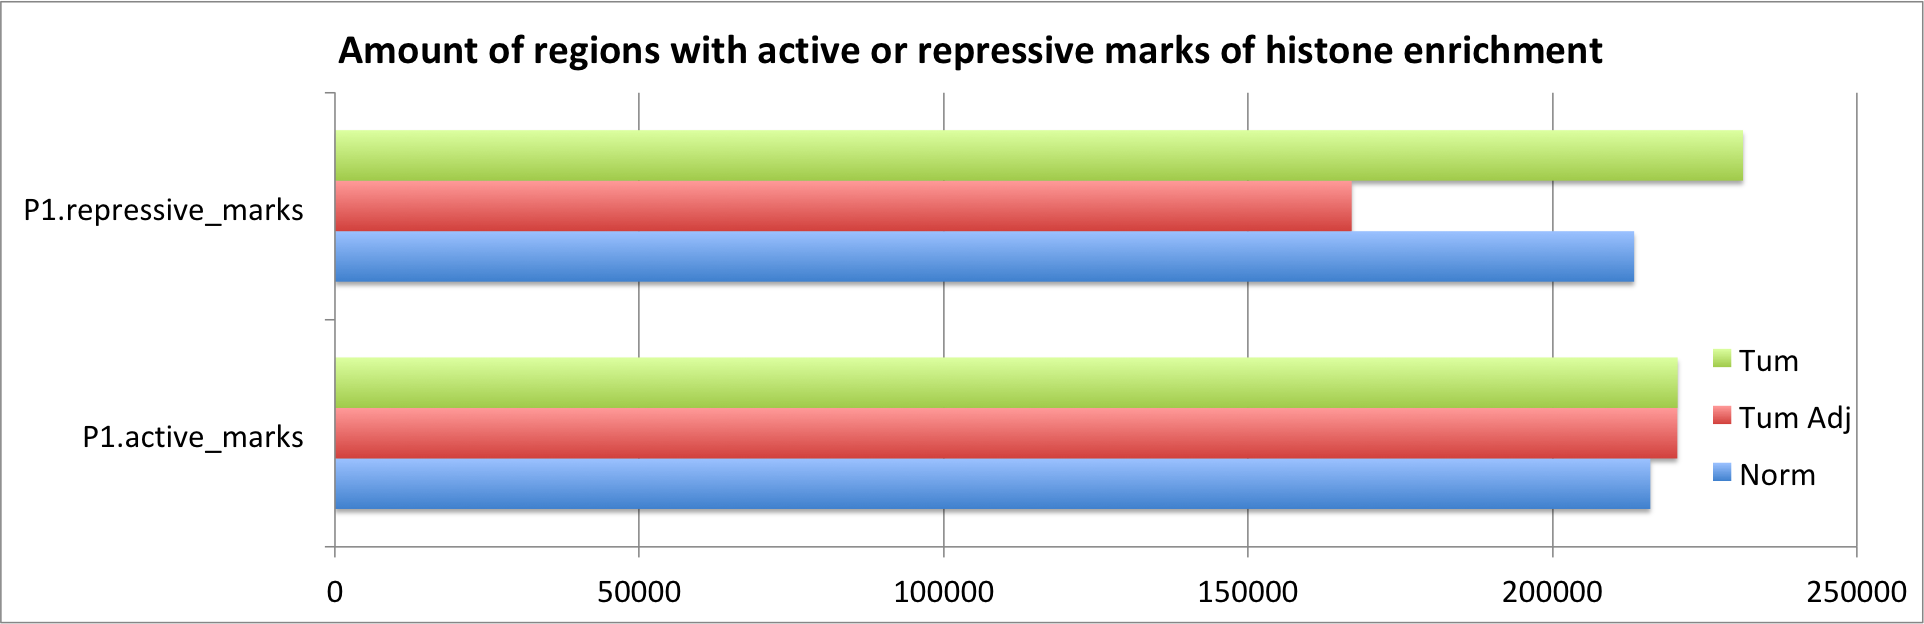 Amount of regions with active or repressive marks of histone enrichment
P1.repressive_marks
P1.active_marks
Tum
Tum Adj
Norm
0 50000 100000 150000 200000 250000